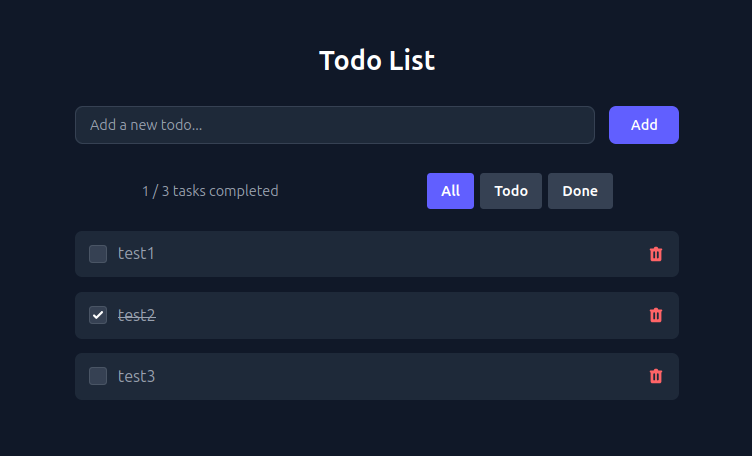 Todo List
Add a new todo...
Add
1 / 3 tasks completed
All
Todo
Done
test1
test2
test3